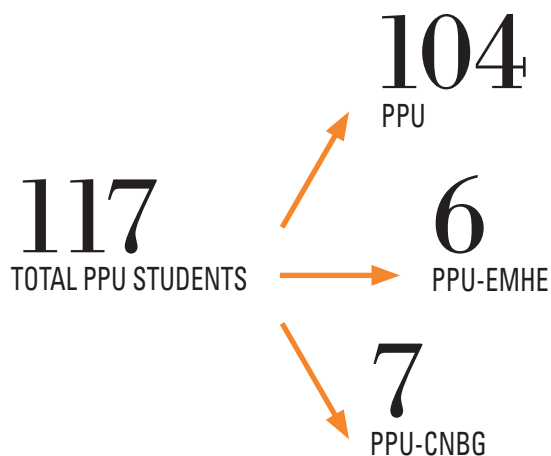 104
PPU
117
TOTAL PPU STUDENTS
6
PPU-EMHE
7
PPU-CNBG